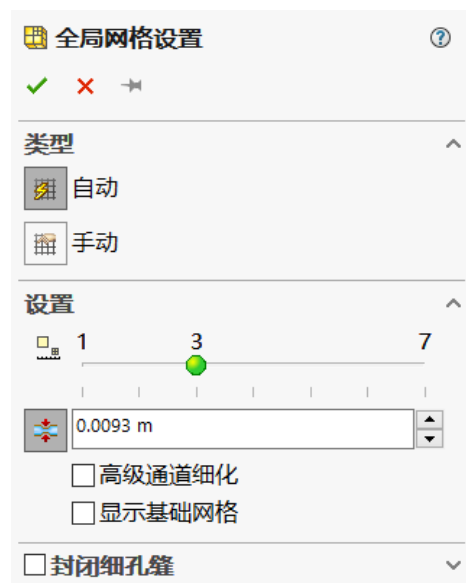 全局网格设置
类型
自动
手动
设置
1 3 7
0.0093 m
高级通道细化
显示基础网格
封闭细孔缝